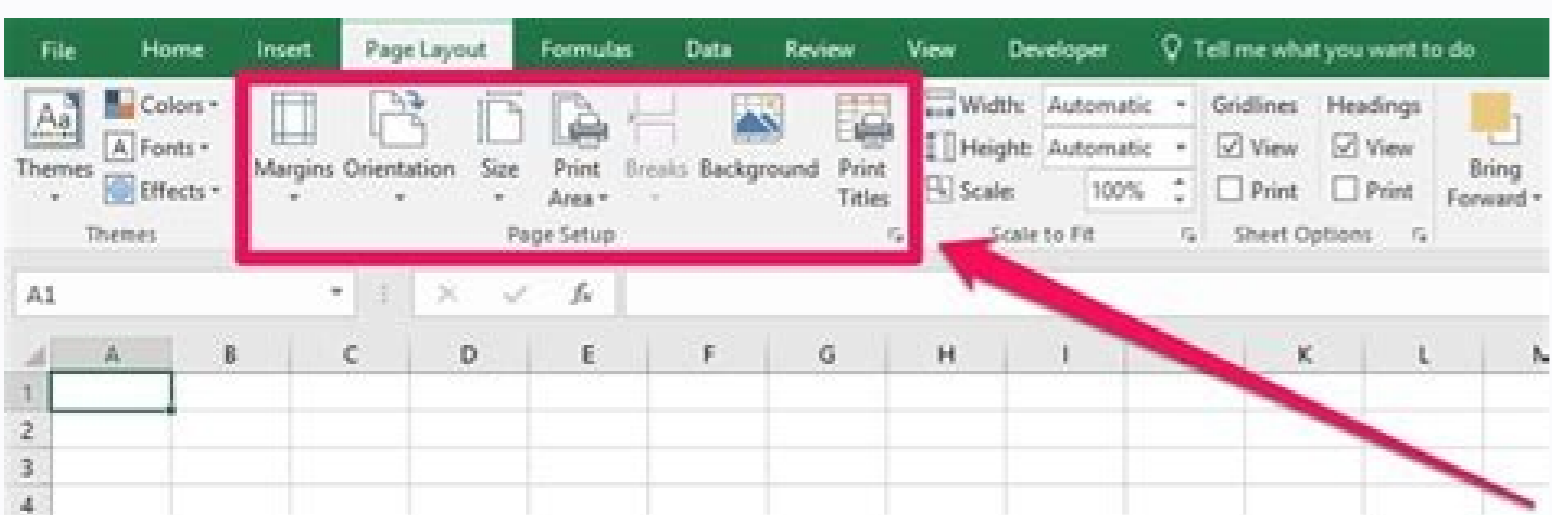 File Home Insert Page Layout Formulas Data Review View Developer Tell me what you want to do
Aa Colors Width: Automatic Gridlines Headings
A Fonts Height: Automatic View View
Themes Margins Orientation Size Print Breaks Background Print Bring
Effects Area Titles Scale: 100% Print Print Forward
Themes Page Setup Scale to Fit Sheet Options
A1 fx
A B C D E F G H I K L
1
2
3
4